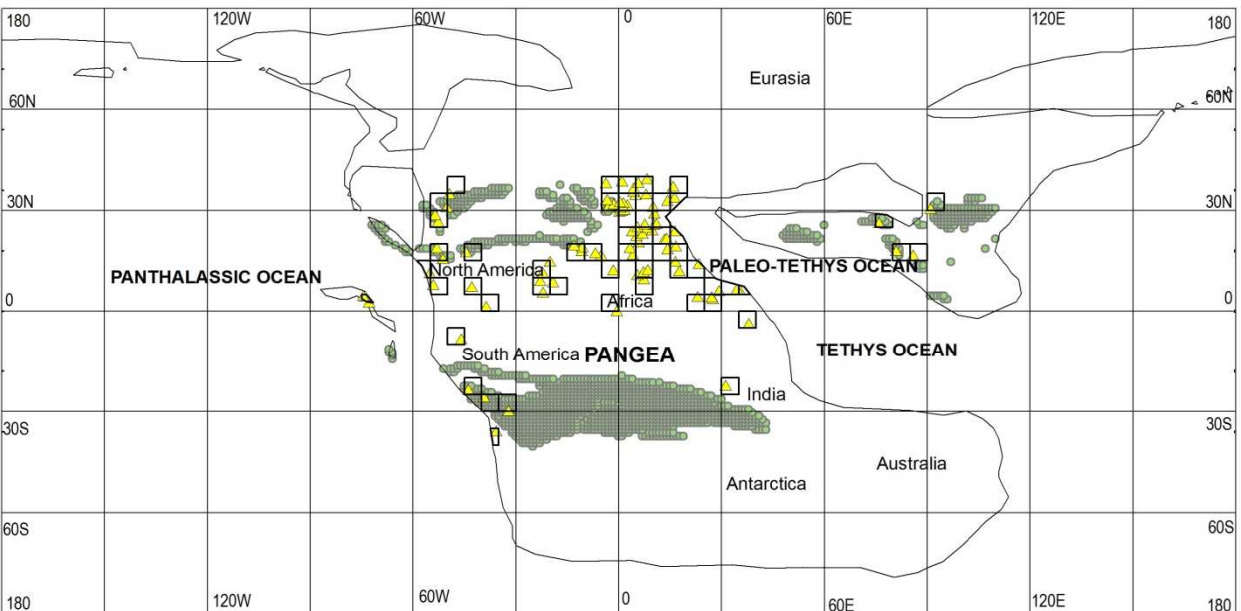 180 120W 60W 0 60E 120E 180
Eurasia
60N 60N
30N 30N
PANTHALASSIC OCEAN North America PALEO-TETHYS OCEAN
0 Africa 0
South America PANGEA TETHYS OCEAN
India
30S 30S
Australia
Antarctica
60S 60S
180 120W 60W 0 60E 120E 180